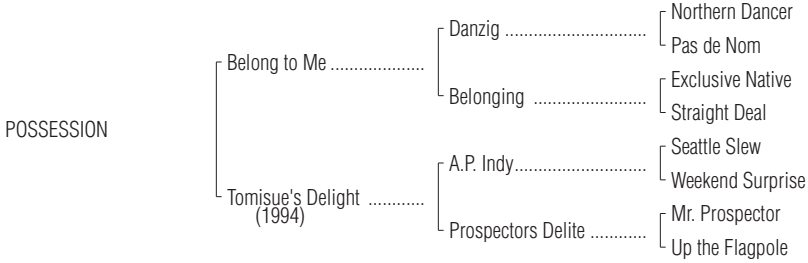 Northern Dancer
Danzig ..............................
Pas de Nom
Belong to Me ....................
Exclusive Native
Belonging ........................
Straight Deal
POSSESSION
Seattle Slew
A.P. Indy............................
Weekend Surprise
Tomisue's Delight ............
(1994)
Mr. Prospector
Prospectors Delite ............
Up the Flagpole